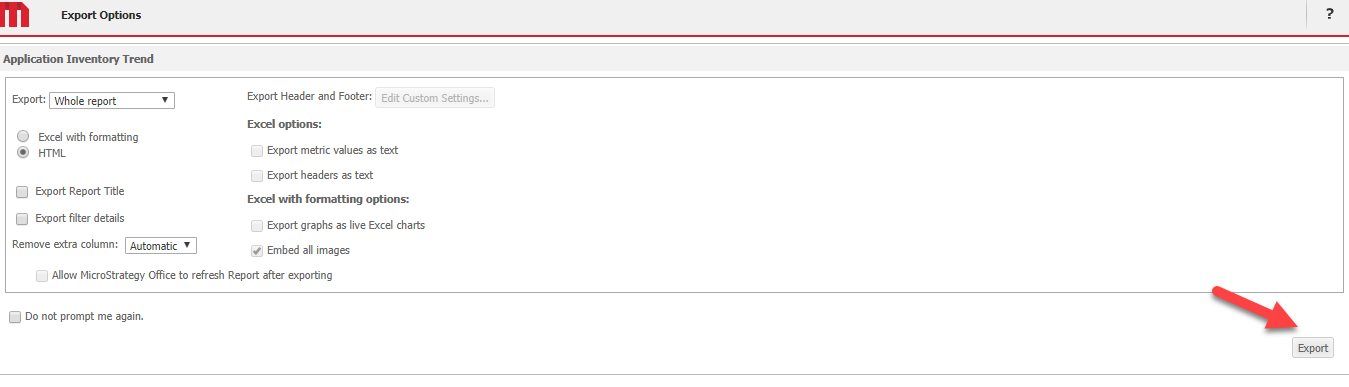 Export Options
?
Application Inventory Trend
Export: Whole report
Export Header and Footer: Edit Custom Settings...
Excel options:
Excel with formatting
Export metric values as text
HTML
Export headers as text
Export Report Title
Excel with formatting options:
Export filter details
Export graphs as live Excel charts
Remove extra column: Automatic
Embed all images
Allow MicroStrategy Office to refresh Report after exporting
Do not prompt me again.
Export